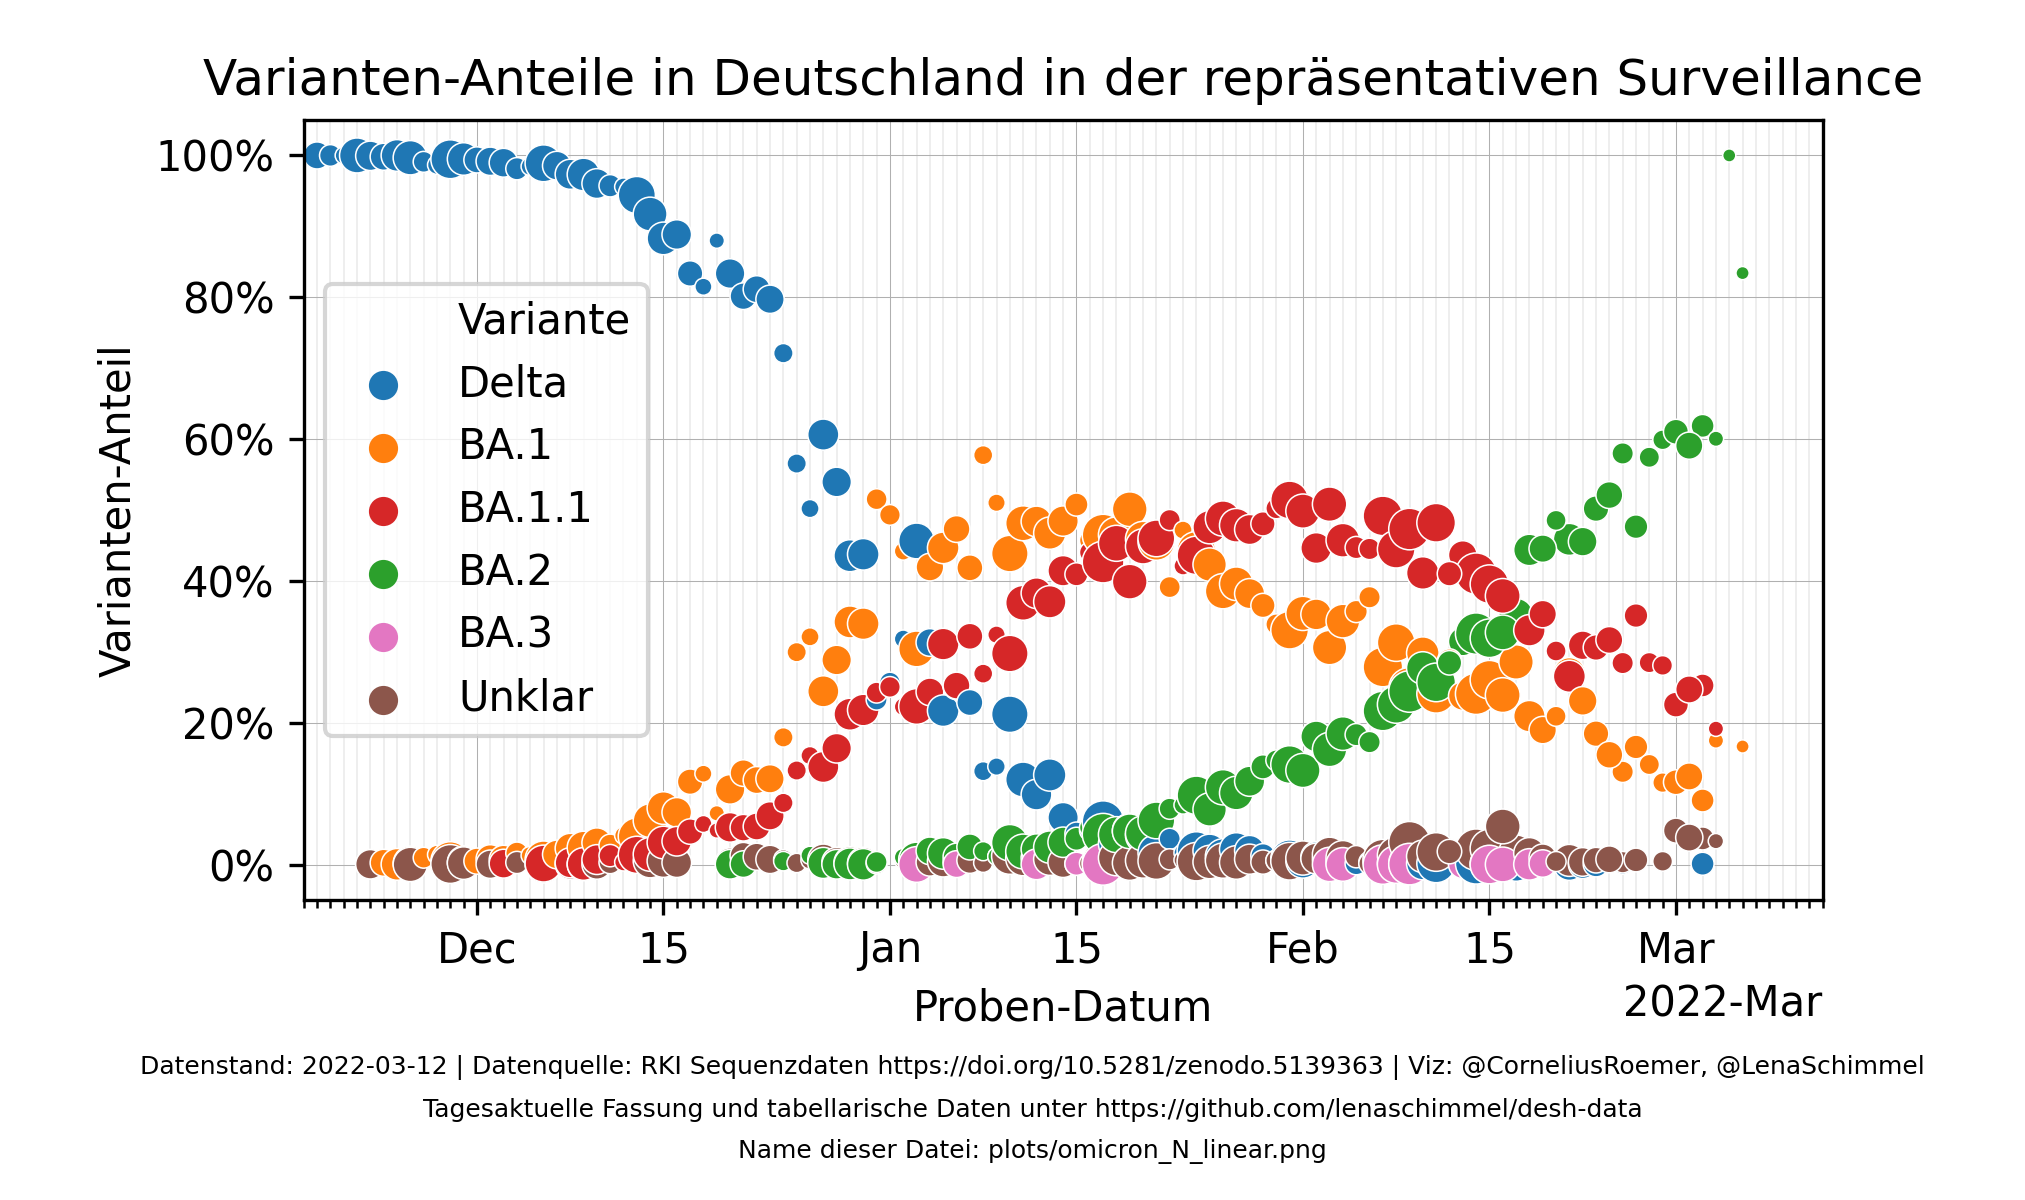 Varianten-Anteile in Deutschland in der repräsentativen Surveillance
Varianten-Anteil
100%
80%
60%
40%
20%
0%
Variante
Delta
BA.1
BA.1.1
BA.2
BA.3
Unklar
Dec
15
Jan
15
Feb
15
Mar
2022-Mar
Proben-Datum
Datenstand: 2022-03-12 | Datenquelle: RKI Sequenzdaten https://doi.org/10.5281/zenodo.5139363 | Viz: @CorneliusRoemer, @LenaSchimmel
Tagesaktuelle Fassung und tabellarische Daten unter https://github.com/lenaschimmel/desh-data
Name dieser Datei: plots/omicron_N_linear.png